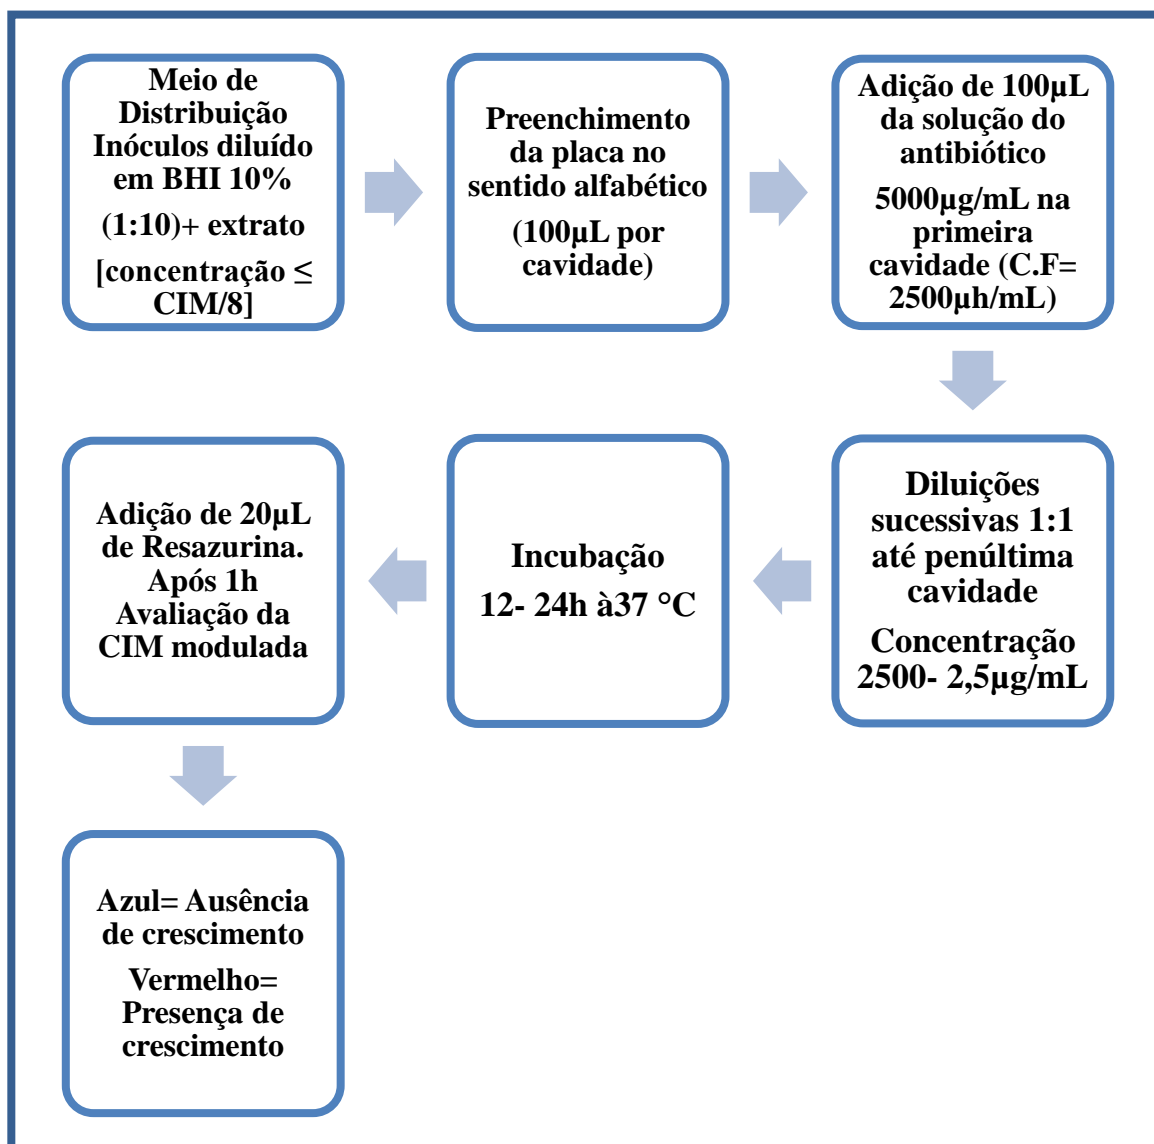 Meio de
Distribuição
Inóculos diluído
em BHI 10%
(1:10)+ extrato
[concentração ≤
CIM/8]
Preenchimento
da placa no
sentido alfabético
(100µL por
cavidade)
Adição de 100µL
da solução do
antibiótico
5000µg/mL na
primeira
cavidade (C.F=
2500µh/mL)
Diluições
sucessivas 1:1
até penúltima
cavidade
Concentração
2500- 2,5µg/mL
Incubação
12- 24h à37 °C
Adição de 20µL
de Resazurina.
Após 1h
Avaliação da
CIM modulada
Azul= Ausência
de crescimento
Vermelho=
Presença de
crescimento